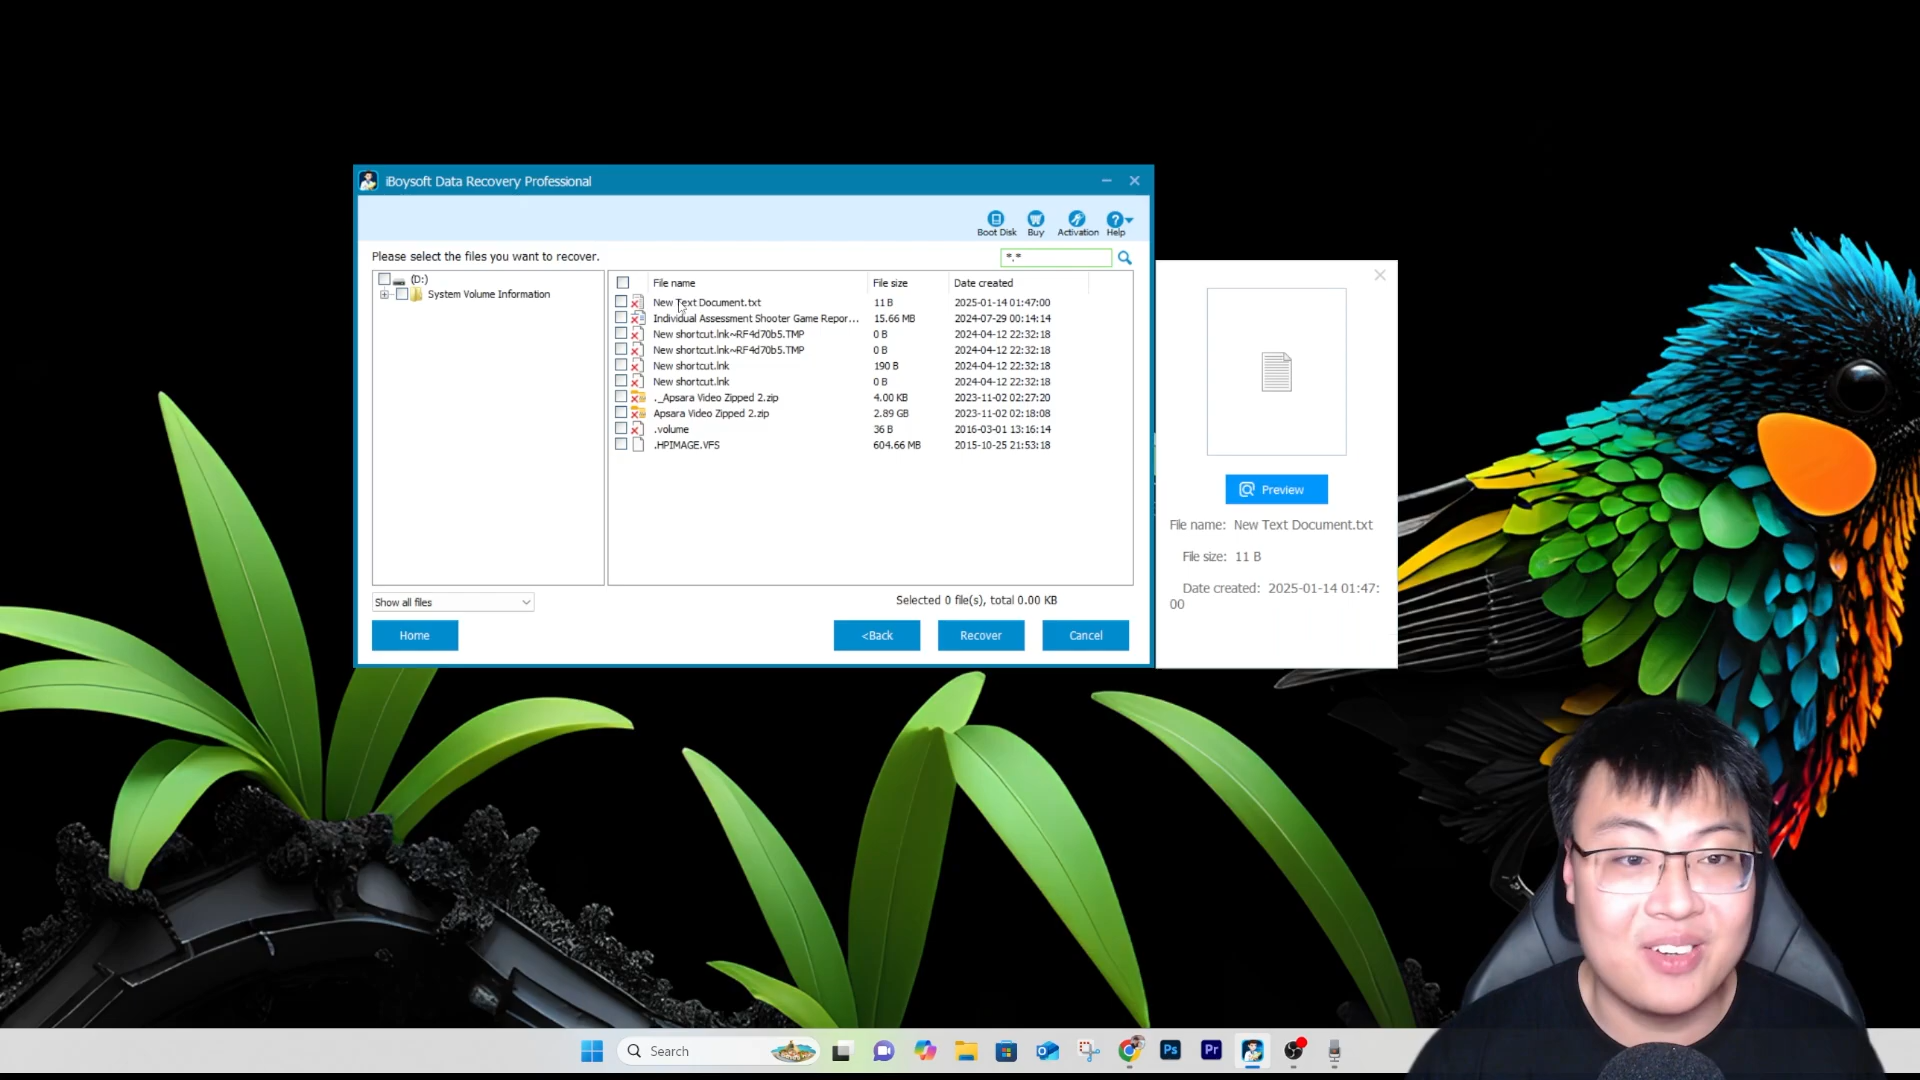 iBoysoft Data Recovery Professional
Boot Disk Buy Activation Help
Please select the files you want to recover.
*.*
(D:)
System Volume Information
File name File size Date created
New Text Document.txt 11 B 2025-01-14 01:47:00
Individual Assessment Shooter Game Repor... 15.66 MB 2024-07-29 00:14:14
New shortcut.lnk~RF4d70b5.TMP 0 B 2024-04-12 22:32:18
New shortcut.lnk~RF4d70b5.TMP 0 B 2024-04-12 22:32:18
New shortcut.lnk 190 B 2024-04-12 22:32:18
New shortcut.lnk 0 B 2024-04-12 22:32:18
._Apsara Video Zipped 2.zip 4.00 KB 2023-11-02 02:27:20
Apsara Video Zipped 2.zip 2.89 GB 2023-11-02 02:18:08
.volume 36 B 2016-03-01 13:16:14
.HPIMAGE.VFS 604.66 MB 2015-10-25 21:53:18
Show all files
Selected 0 file(s), total 0.00 KB
Home <Back Recover Cancel
Preview
File name: New Text Document.txt
File size: 11 B
Date created: 2025-01-14 01:47:
00
Search
Ps
Pr